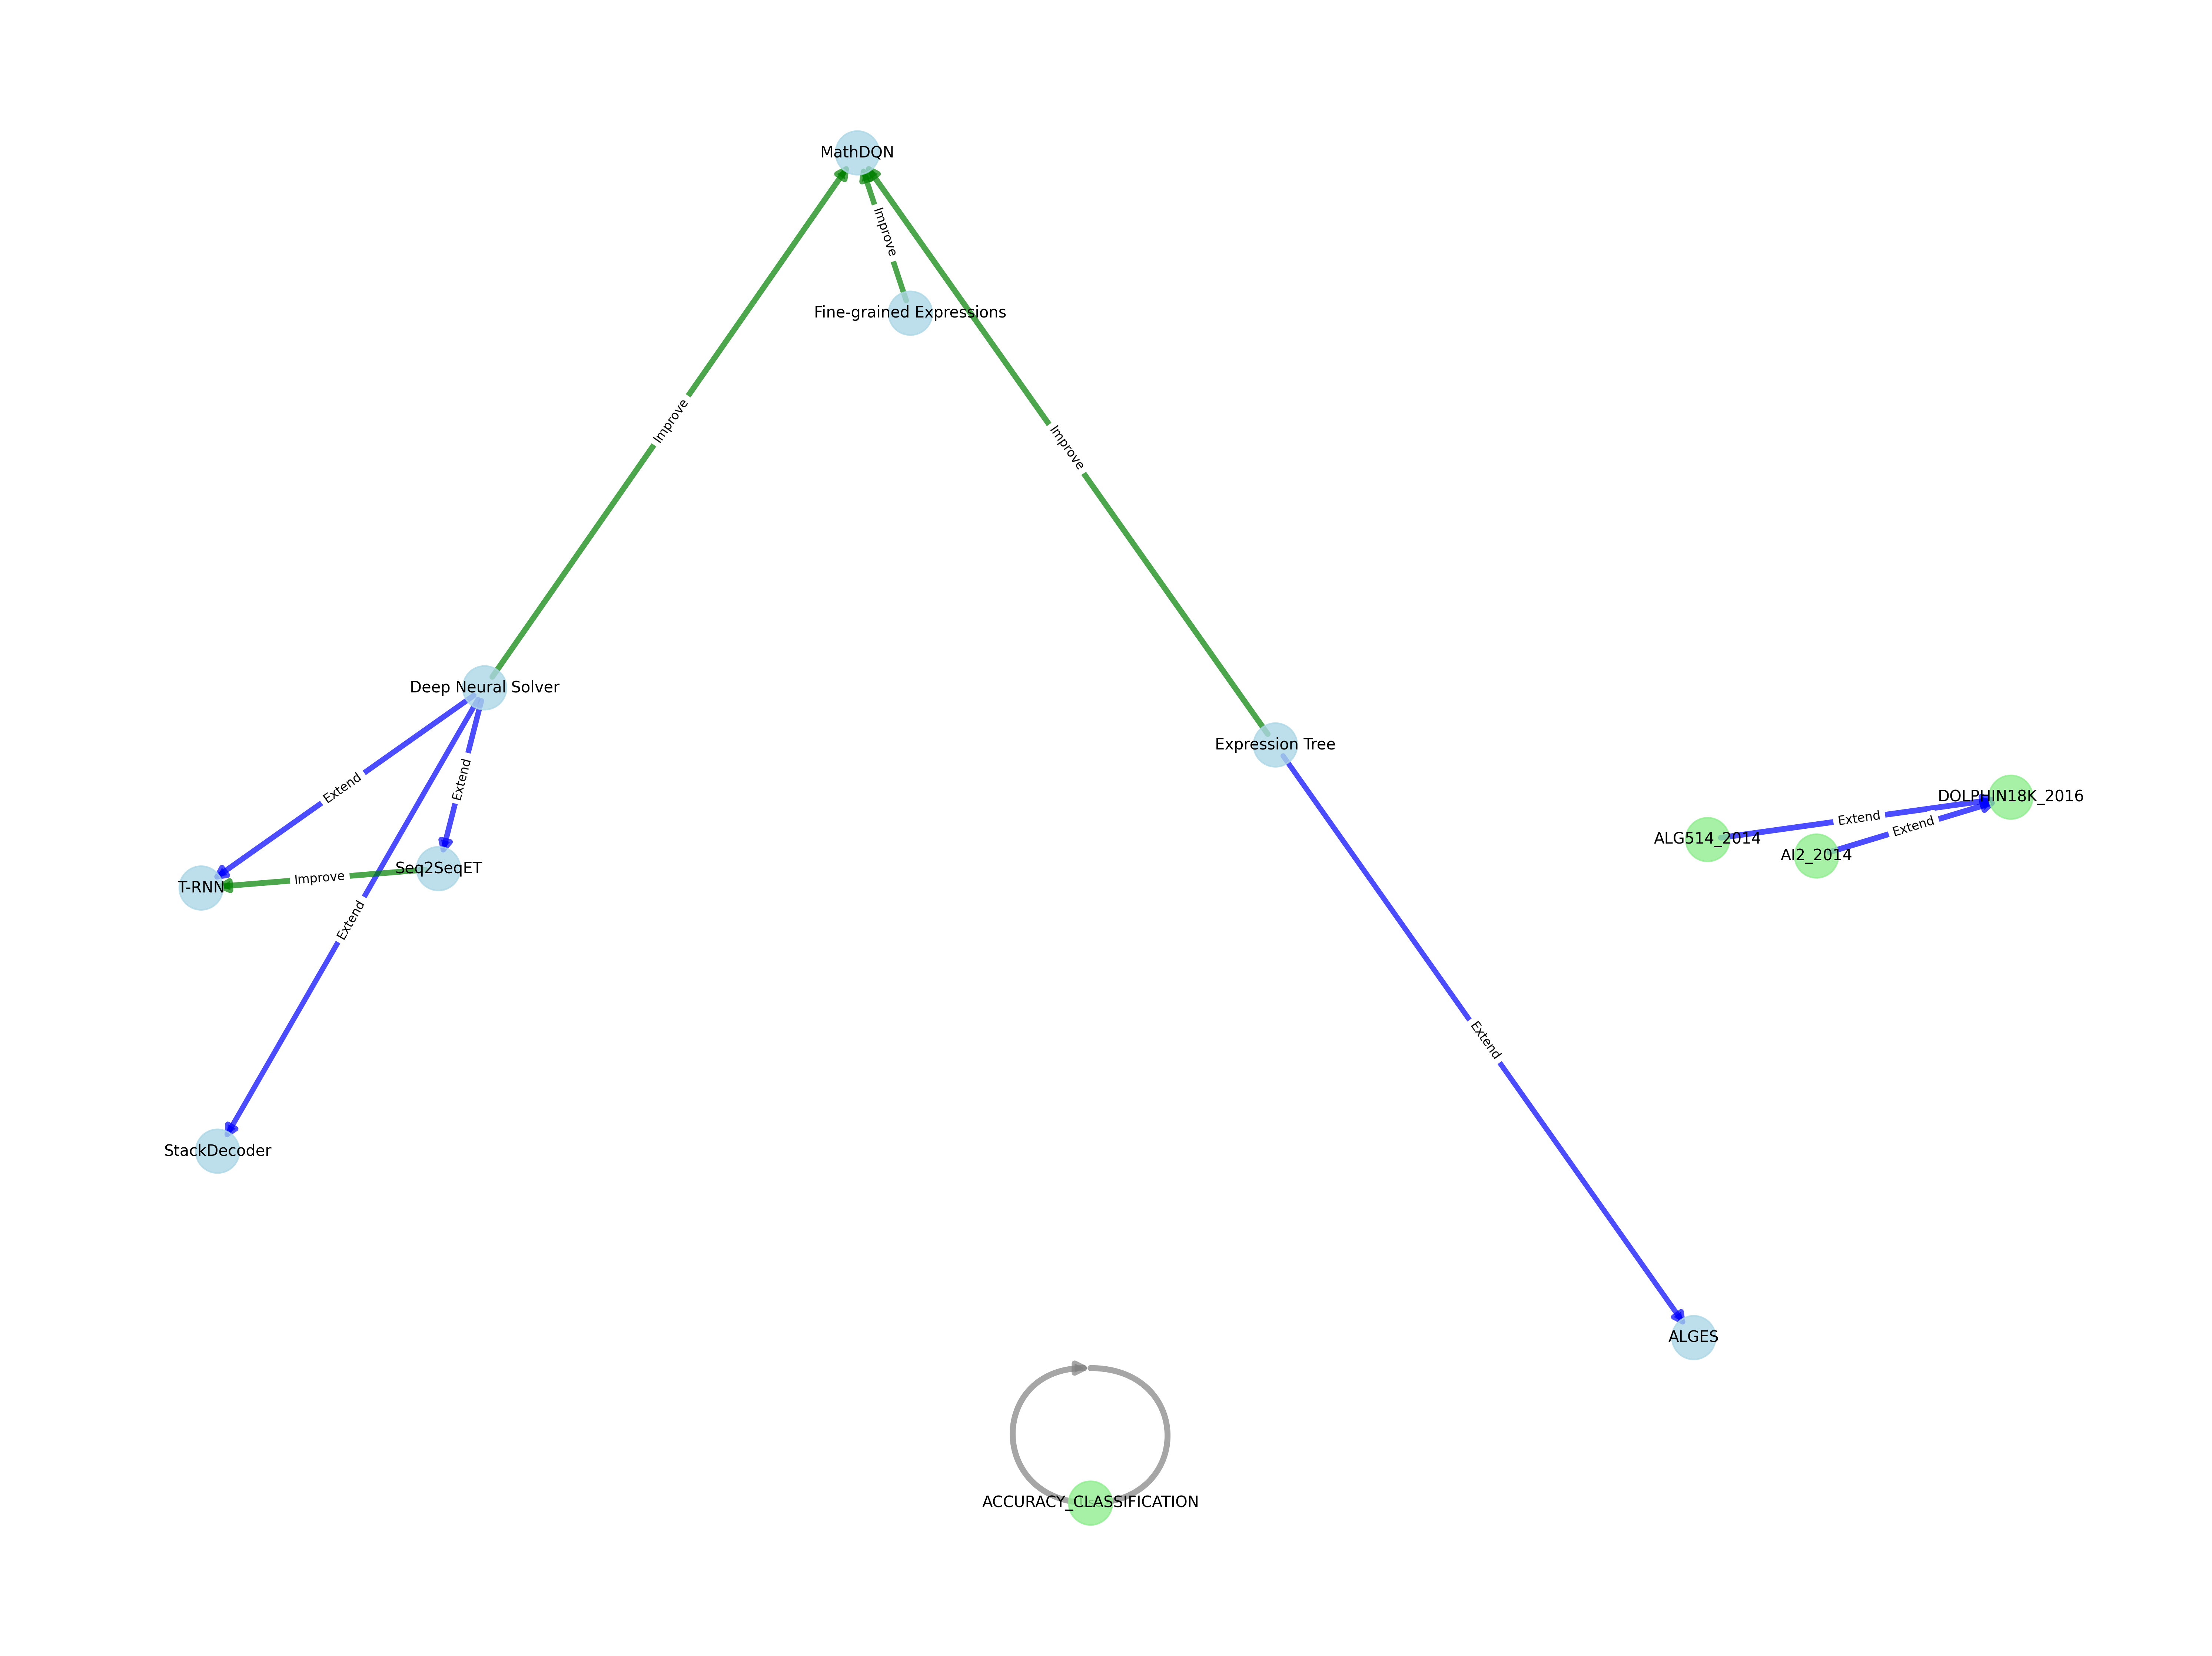 MathDQN
Improve
Fine-grained Expressions
Improve
Improve
Deep Neural Solver
Expression Tree
Extend
Extend
DOLPHIN18K_2016
Extend
Extend
ALG514_2014
AI2_2014
Seq2SeqET
Improve
T-RNN
Extend
Extend
StackDecoder
ALGES
ACCURACY_CLASSIFICATION